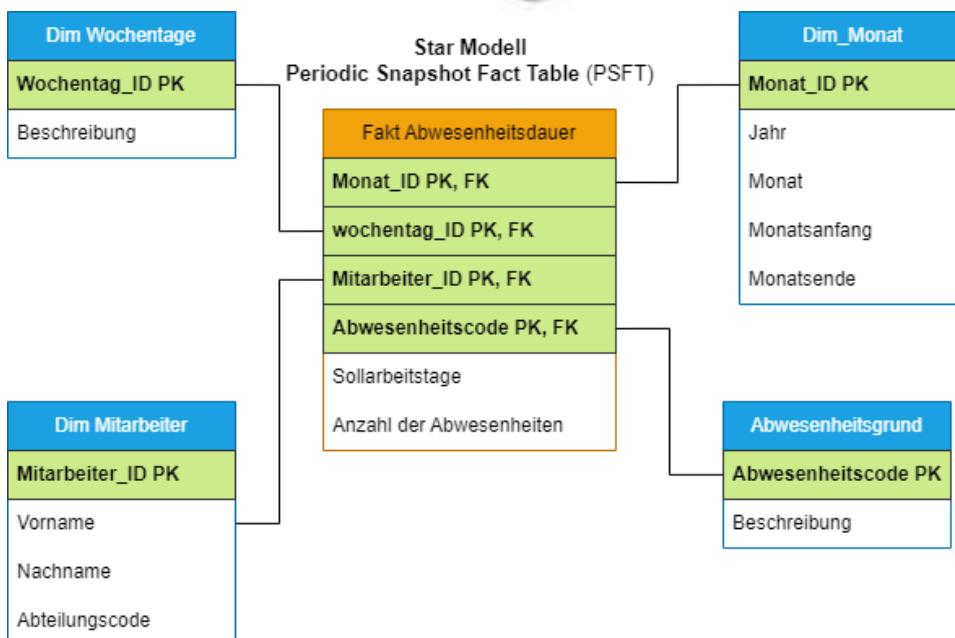 Dim Wochentage
Wochentag_ID PK
Beschreibung
Star Modell
Periodic Snapshot Fact Table (PSFT)
Dim_Monat
Monat_ID PK
Jahr
Monat
Monatsanfang
Monatsende
Fakt Abwesenheitsdauer
Monat_ID PK, FK
wochentag_ID PK, FK
Mitarbeiter_ID PK, FK
Abwesenheitscode PK, FK
Sollarbeitstage
Anzahl der Abwesenheiten
Dim Mitarbeiter
Mitarbeiter_ID PK
Vorname
Nachname
Abteilungscode
Abwesenheitsgrund
Abwesenheitscode PK
Beschreibung